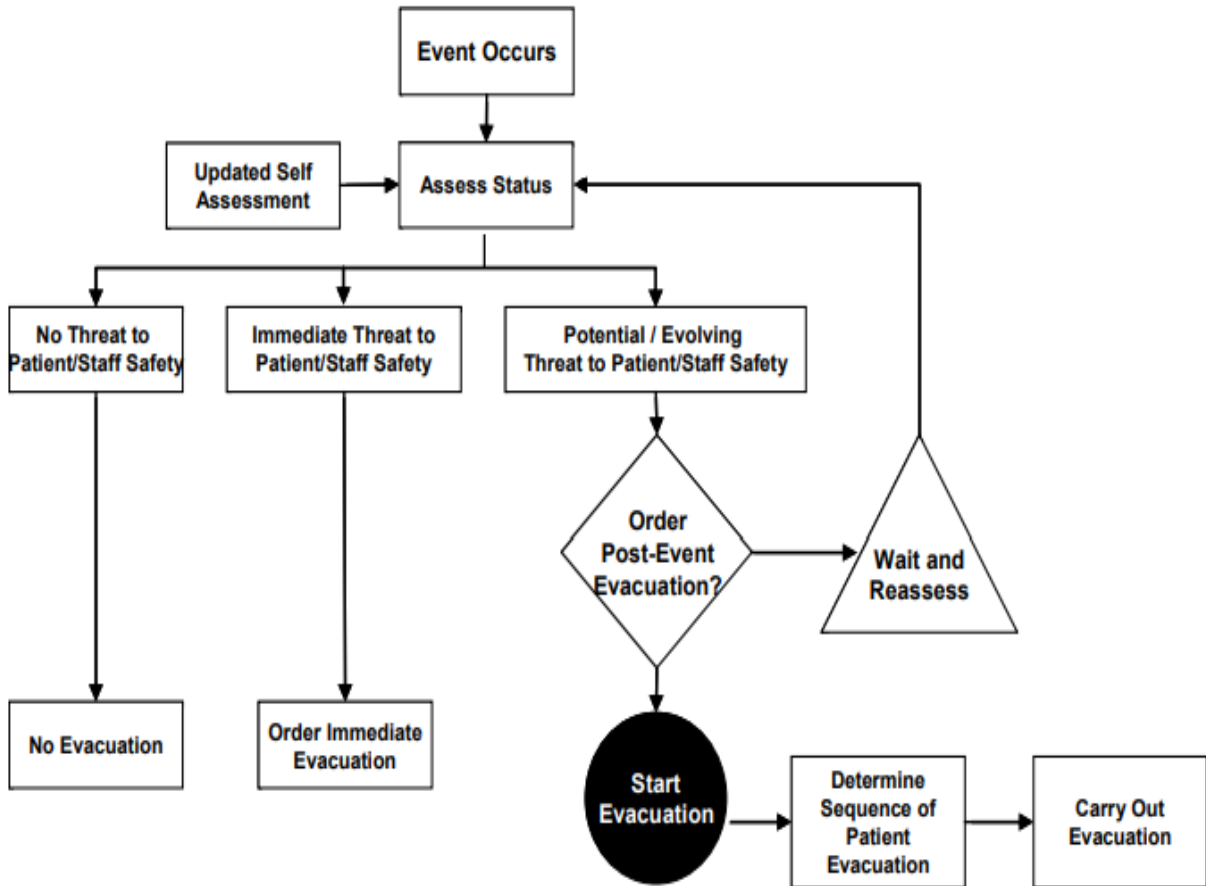 Event Occurs
Updated Self
Assessment
Assess Status
No Threat to
Patient/Staff Safety
Immediate Threat to
Patient/Staff Safety
Potential / Evolving
Threat to Patient/Staff Safety
Order
Post-Event
Evacuation?
Wait and
Reassess
No Evacuation
Order Immediate
Evacuation
Start
Evacuation
Determine
Sequence of
Patient
Evacuation
Carry Out
Evacuation